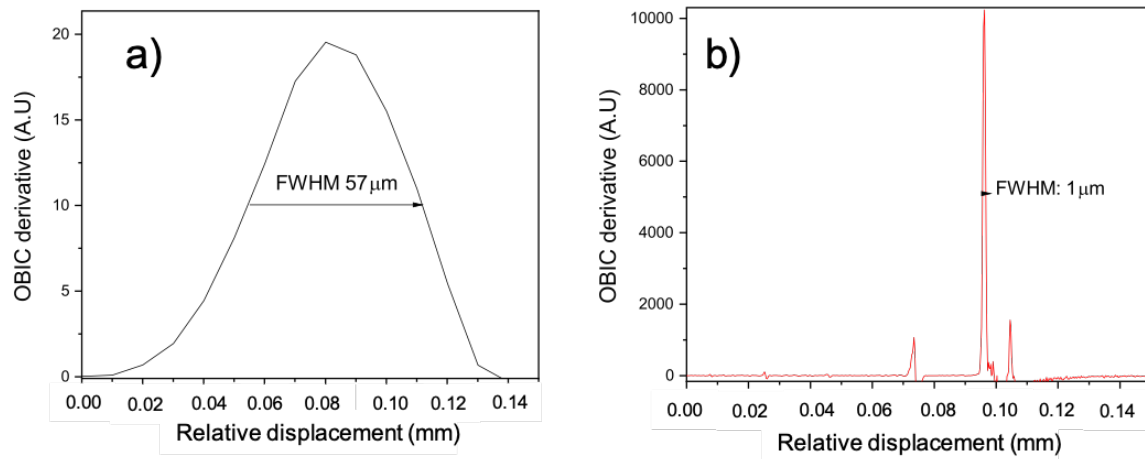 a)
OBIC derivative (A.U)
20
15
10
5
0
FWHM 57μm
0.00 0.02 0.04 0.06 0.08 0.10 0.12 0.14
Relative displacement (mm)
b)
OBIC derivative (A.U)
10000
8000
6000
4000
2000
0
FWHM: 1μm
0.00 0.02 0.04 0.06 0.08 0.10 0.12 0.14
Relative displacement (mm)